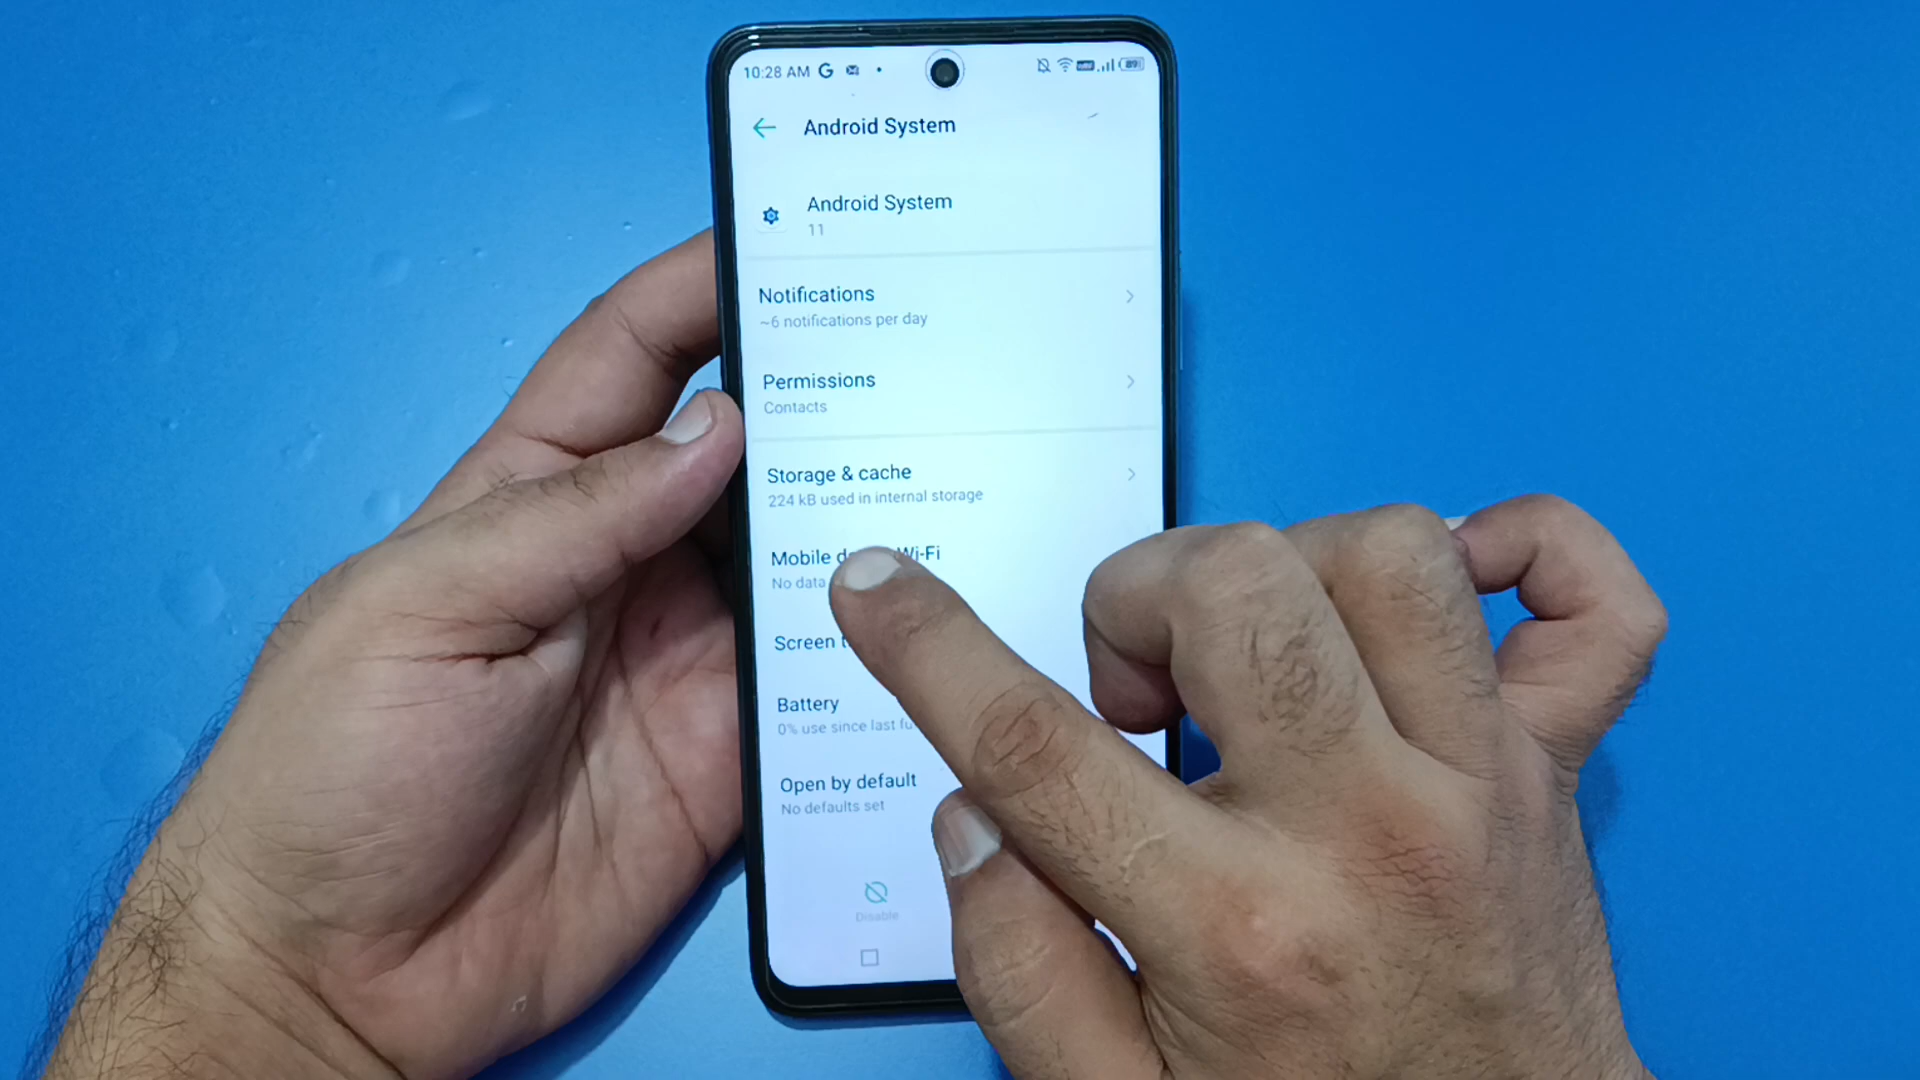 10:28 AM G
89
Android System
Android System
11
Notifications
~6 notifications per day
Permissions
Contacts
Storage & cache
224 kB used in internal storage
Mobile Wi-Fi
No data
Screen
Battery
0% use since last
Open by default
No defaults set
Disable